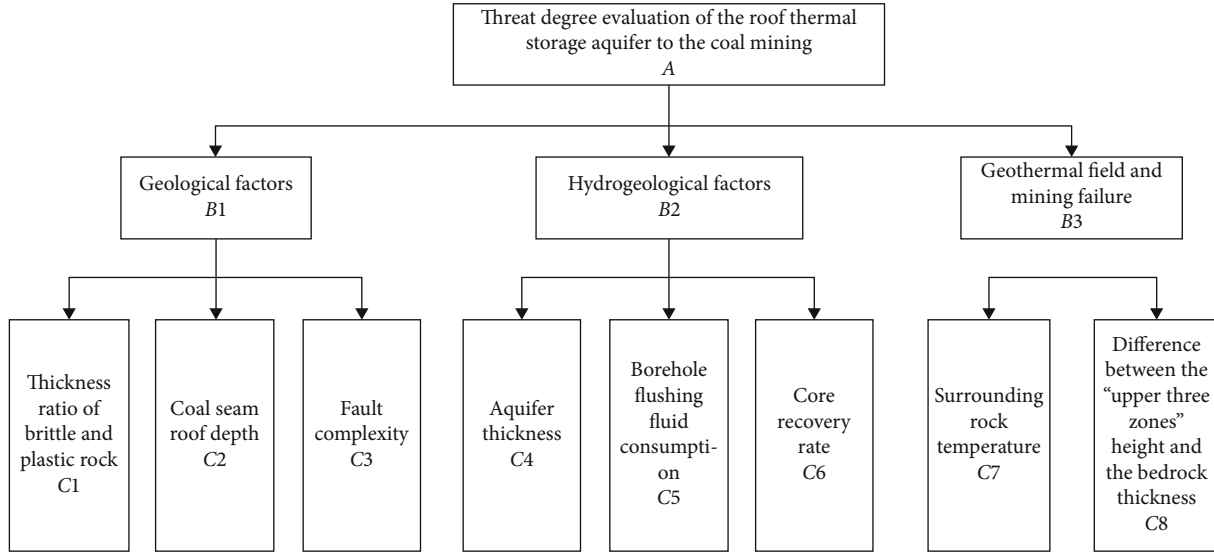 Threat degree evaluation of the roof thermal
storage aquifer to the coal mining
A
Geological factors
B1
Hydrogeological factors
B2
Geothermal field and
mining failure
B3
Thickness
ratio of
brittle and
plastic rock
C1
Coal seam
roof depth
C2
Fault
complexity
C3
Aquifer
thickness
C4
Borehole
flushing
fluid
consumpti-
on
C5
Core
recovery
rate
C6
Surrounding
rock
temperature
C7
Difference
between the
“upper three
zones”
height and
the bedrock
thickness
C8